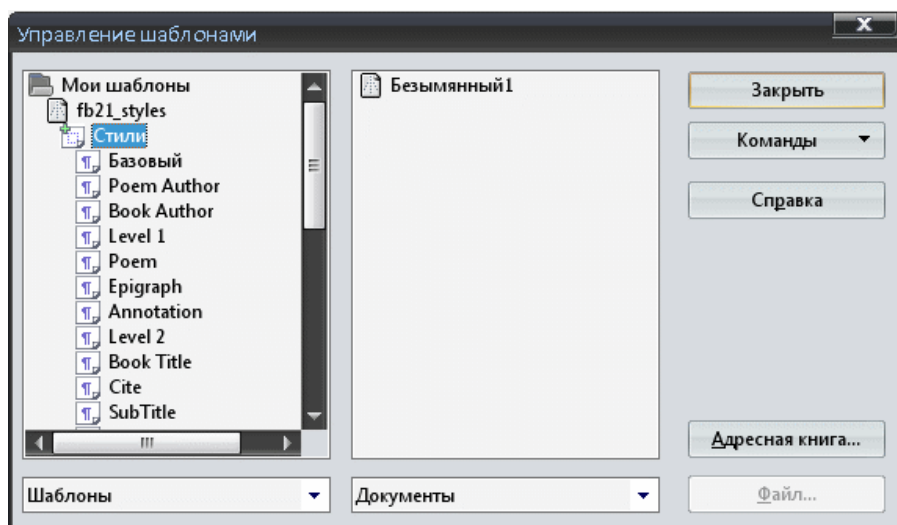 Управление шаблонами
X
Мои шаблоны
fb21_styles
Стили
Базовый
Poem Author
Book Author
Level 1
Poem
Epigraph
Annotation
Level 2
Book Title
Cite
SubTitle
Шаблоны
Безымянный1
Документы
Закрыть
Команды
Справка
Адресная книга...
Файл...